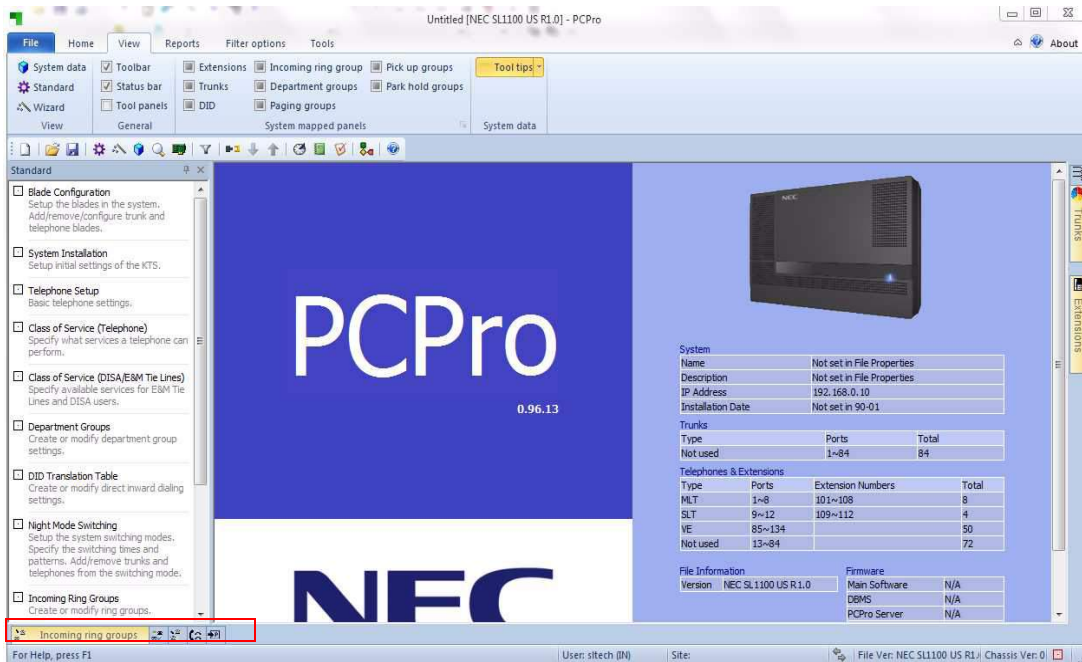 Untitled [NEC SL1100 US R1.0] - PCPro
File Home View Reports Filter options Tools About
System data Toolbar Extensions Incoming ring group Pick up groups Tool tips
Standard Status bar Trunks Department groups Park hold groups
Wizard Tool panels DID Paging groups
View General System mapped panels System data
Standard
Blade Configuration
Setup the blades in the system.
Add/remove/configure trunk and
telephone blades.
System Installation
Setup initial settings of the KTS.
Telephone Setup
Basic telephone settings.
Class of Service (Telephone)
Specify what services a telephone can
perform.
Class of Service (DISA/E&M Tie Lines)
Specify available services for E&M Tie
Lines and DISA users.
Department Groups
Create or modify department group
settings.
DID Translation Table
Create or modify direct inward dialing
settings.
Night Mode Switching
Setup the system switching modes.
Specify the switching times and
patterns. Add/remove trunks and
telephones from the switching mode.
Incoming Ring Groups
Create or modify ring groups.
PCPro
0.96.13
NEC
NEC
System
Name Not set in File Properties
Description Not set in File Properties
IP Address 192.168.0.10
Installation Date Not set in 90-01
Trunks
Type Ports Total
Not used 1~84 84
Telephones & Extensions
Type Ports Extension Numbers Total
MLT 1~8 101~108 8
SLT 9~12 109~112 4
VE 85~134 50
Not used 13~84 72
File Information
Version NEC SL1100 US R1.0
Firmware
Main Software N/A
DBMS N/A
PCPro Server N/A
Trunks
Extensions
Incoming ring groups
For Help, press F1 User: sltech (IN) Site: File Ver: NEC SL1100 US R1.( Chassis Ver: 0